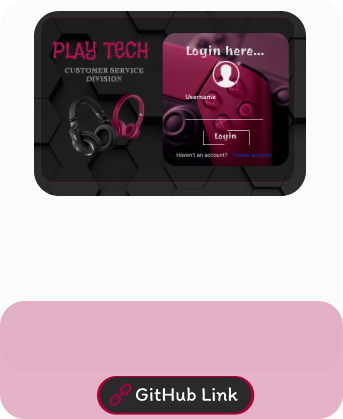 PLAY TECH
CUSTOMER SERVICE
DIVISION
Login here...
Username
Login
Haven't an account? Create account
GitHub Link